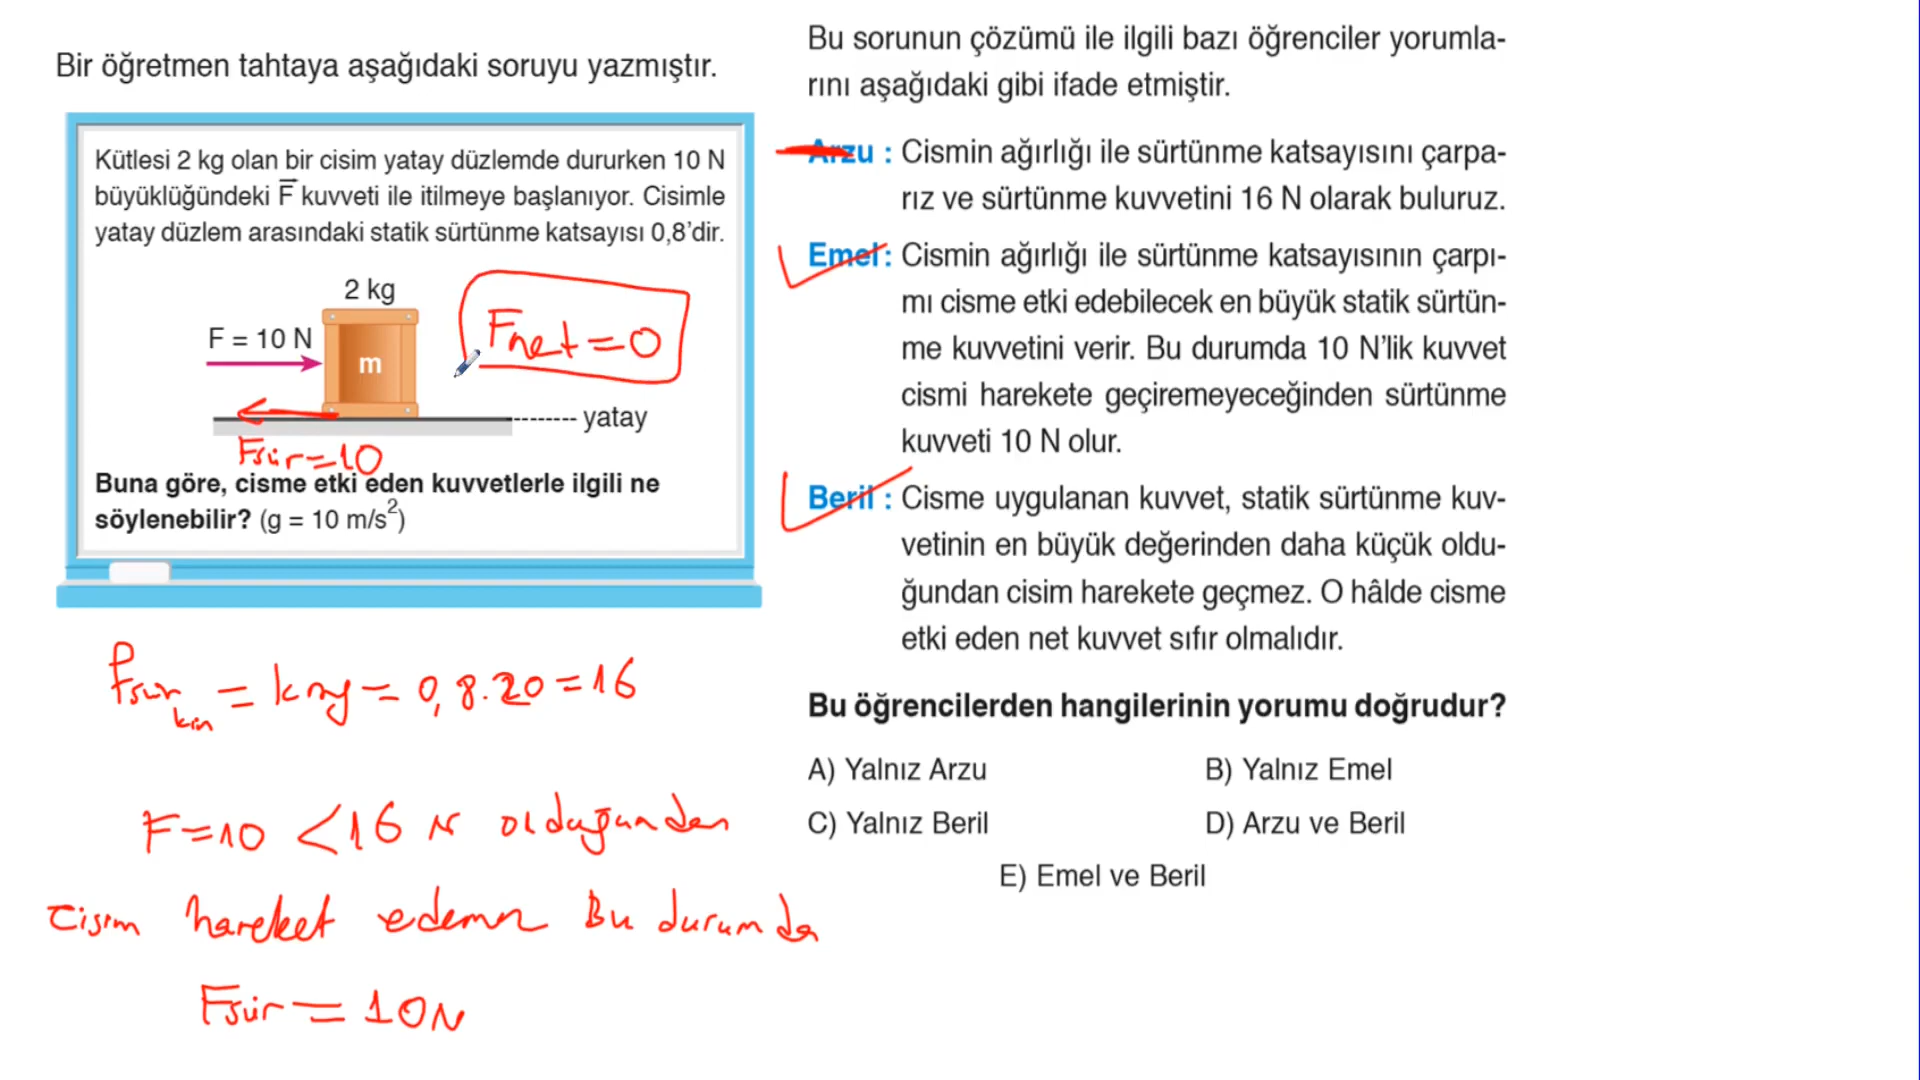 Bir öğretmen tahtaya aşağıdaki soruyu yazmıştır.
Kütlesi 2 kg olan bir cisim yatay düzlemde dururken 10 N
büyüklüğündeki F⃗ kuvveti ile itilmeye başlanıyor. Cisimle
yatay düzlem arasındaki statik sürtünme katsayısı 0,8'dir.
2 kg
F = 10 N
m
Fnet = 0
yatay
Fsür = 10
Buna göre, cisme etki eden kuvvetlerle ilgili ne
söylenebilir? (g = 10 m/s²)
Fsür kin = kmg = 0,8.20 = 16
F = 10 < 16 N olduğundan
cisim hareket edemez Bu durumda
Fsür = 10N
Bu sorunun çözümü ile ilgili bazı öğrenciler yorumla-
rını aşağıdaki gibi ifade etmiştir.
Arzu : Cismin ağırlığı ile sürtünme katsayısını çarpa-
rız ve sürtünme kuvvetini 16 N olarak buluruz.
Emel : Cismin ağırlığı ile sürtünme katsayısının çarpı-
mı cisme etki edebilecek en büyük statik sürtün-
me kuvvetini verir. Bu durumda 10 N'lik kuvvet
cismi harekete geçiremeyeceğinden sürtünme
kuvveti 10 N olur.
Beril : Cisme uygulanan kuvvet, statik sürtünme kuv-
vetinin en büyük değerinden daha küçük oldu-
ğundan cisim harekete geçmez. O hâlde cisme
etki eden net kuvvet sıfır olmalıdır.
Bu öğrencilerden hangilerinin yorumu doğrudur?
A) Yalnız Arzu B) Yalnız Emel
C) Yalnız Beril D) Arzu ve Beril
E) Emel ve Beril